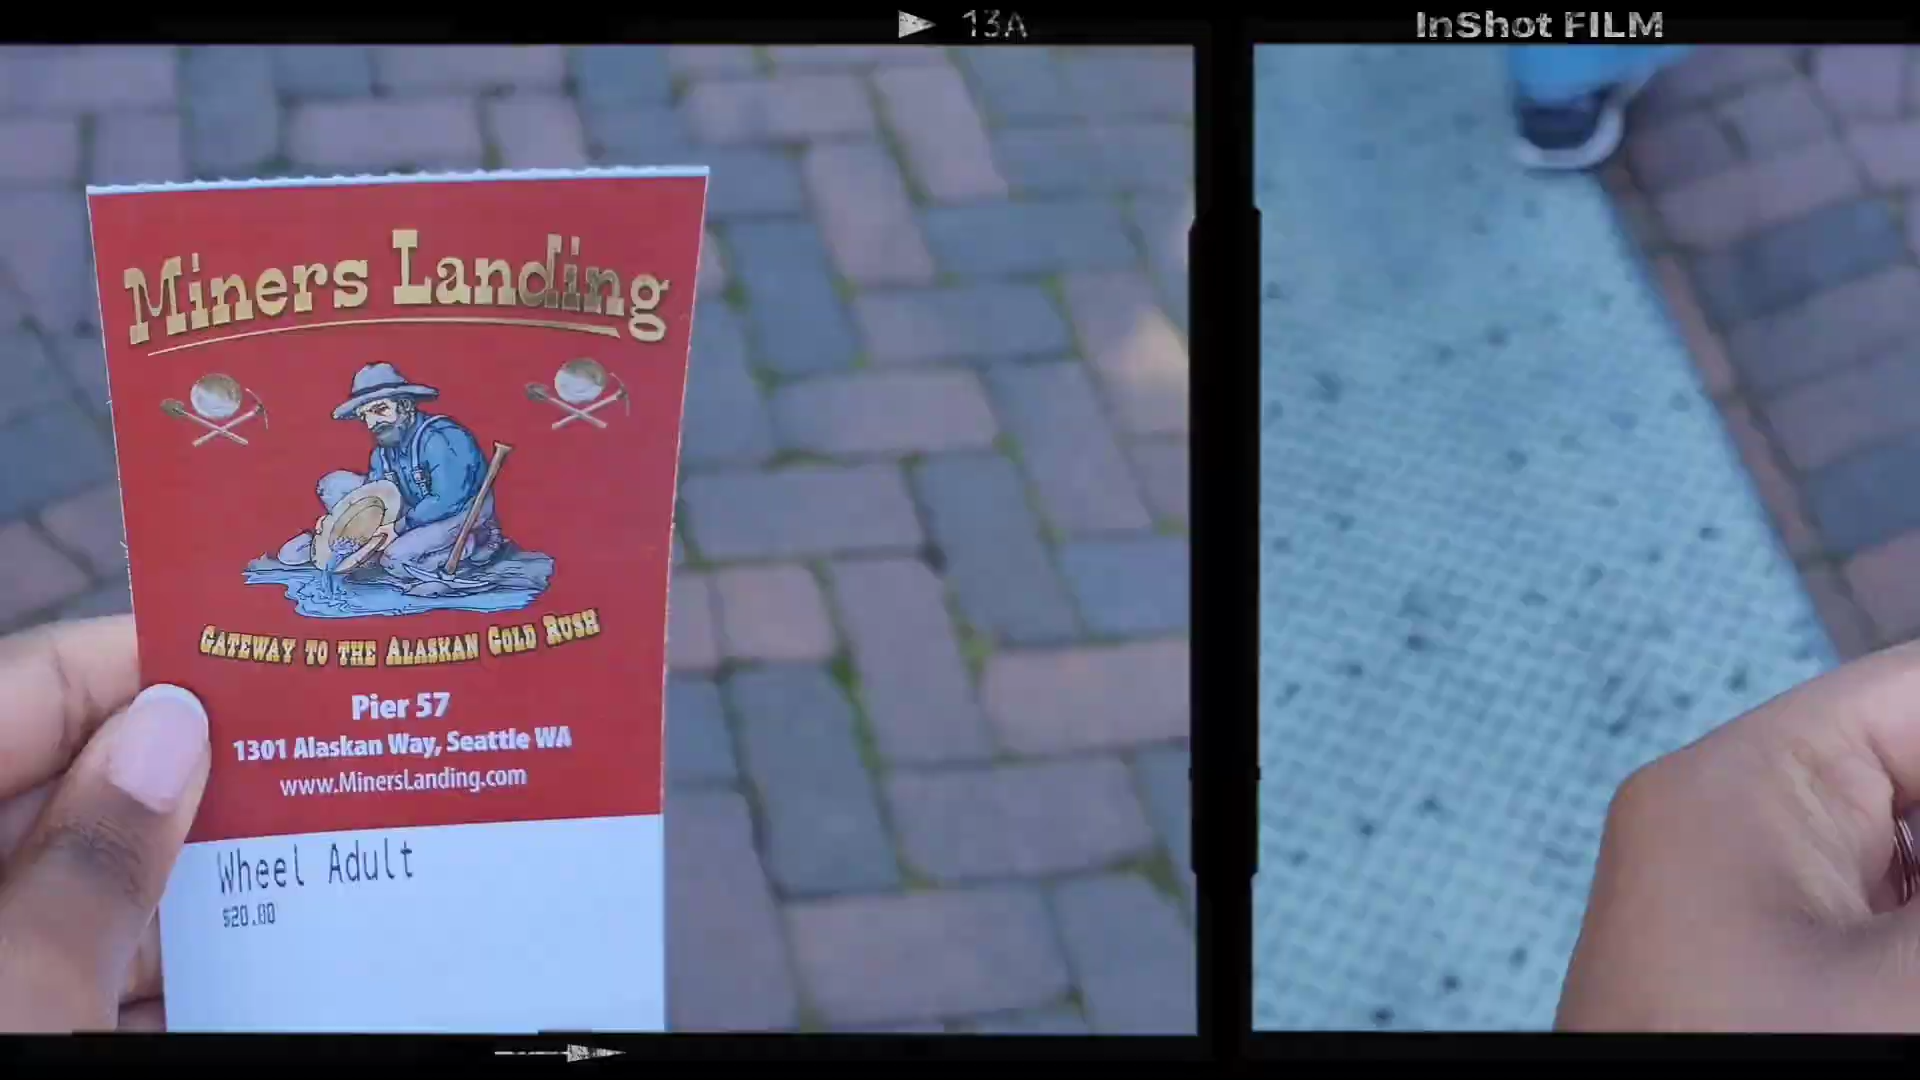 13A
InShot FILM
Miners Landing
GATEWAY TO THE ALASKAN GOLD RUSH
Pier 57
1301 Alaskan Way, Seattle WA
www.MinersLanding.com
Wheel Adult
$20.00